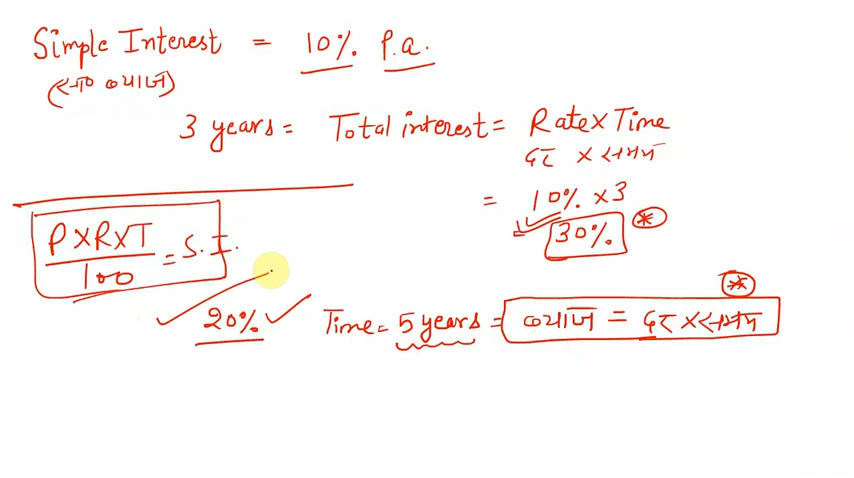 Simple Interest = 10% P.a.
(साo ब्याज)
3 years = Total interest = Rate x Time
दर x समय
= 10% x 3
30% *
P x R x T / 100 = S.I.
20% Time = 5 years = ब्याज = दर x समय **